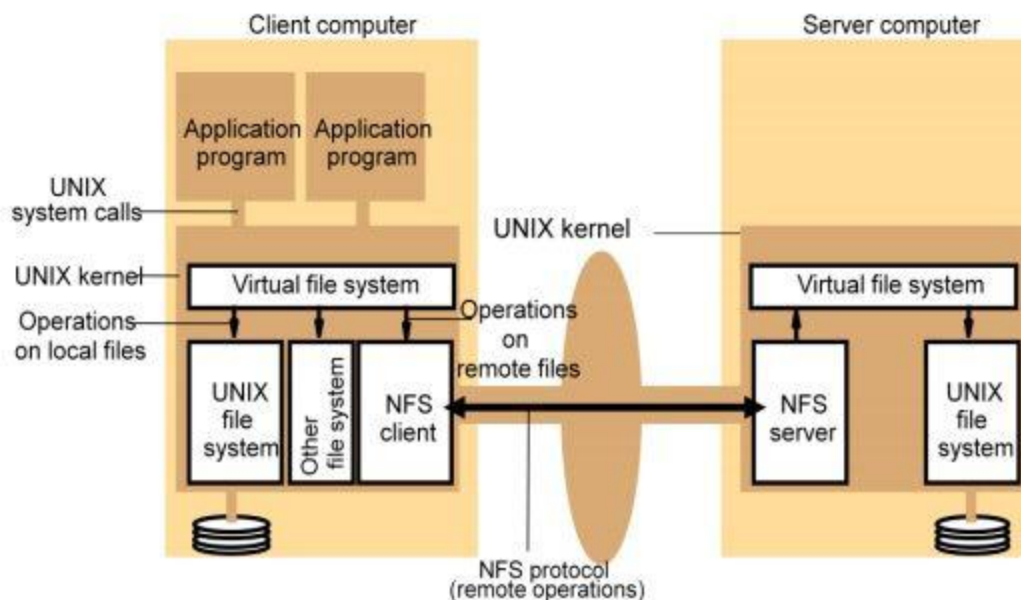 Client computer
Server computer
Application
program
Application
program
UNIX
system calls
UNIX kernel
UNIX kernel
Virtual file system
Virtual file system
Operations
on local files
Operations
on
remote files
UNIX
file
system
Other
file system
NFS
client
NFS
server
UNIX
file
system
NFS protocol
(remote operations)